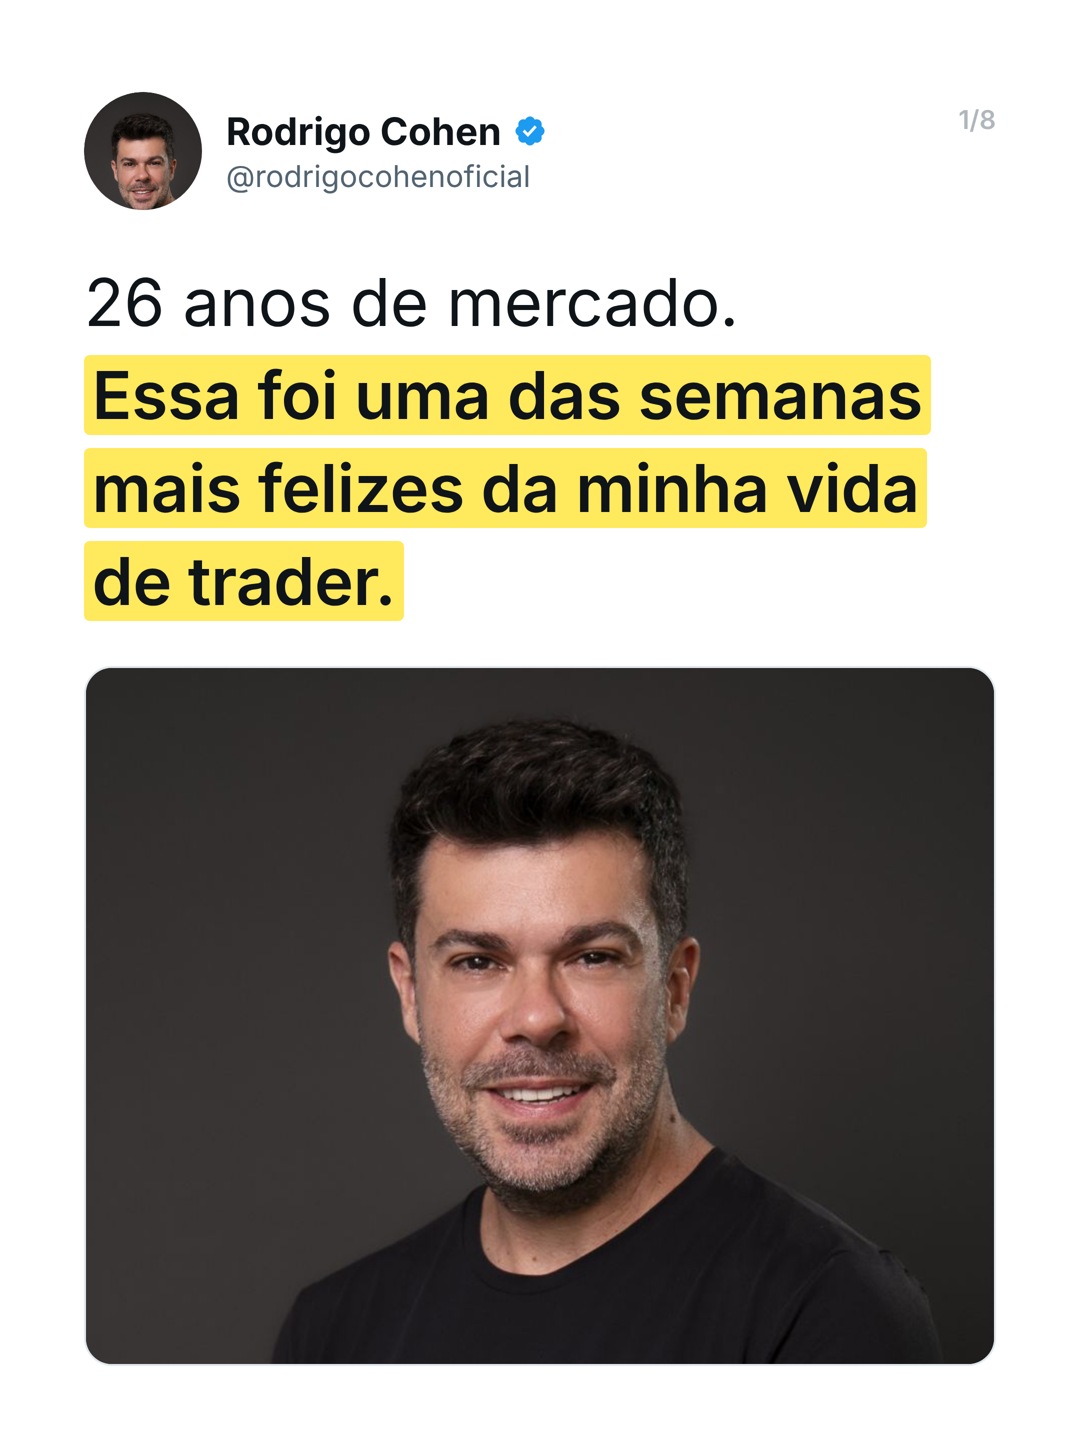 Rodrigo Cohen
@rodrigocohenoficial
1/8
26 anos de mercado.
Essa foi uma das semanas
mais felizes da minha vida
de trader.